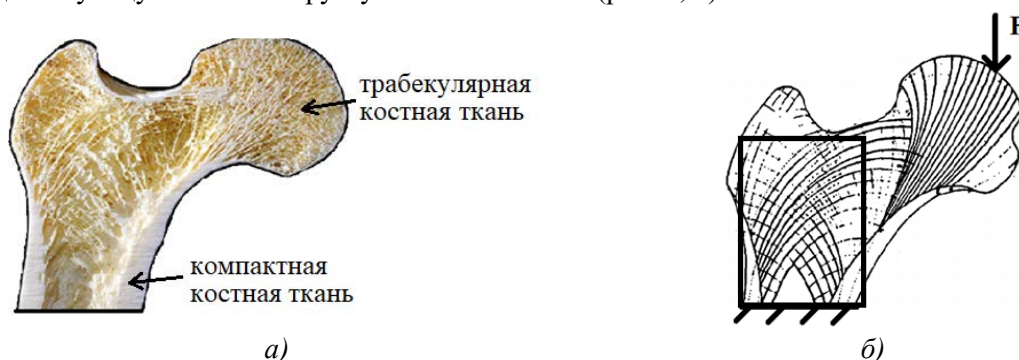 трабекулярная
костная ткань
компактная
костная ткань
а)
б)